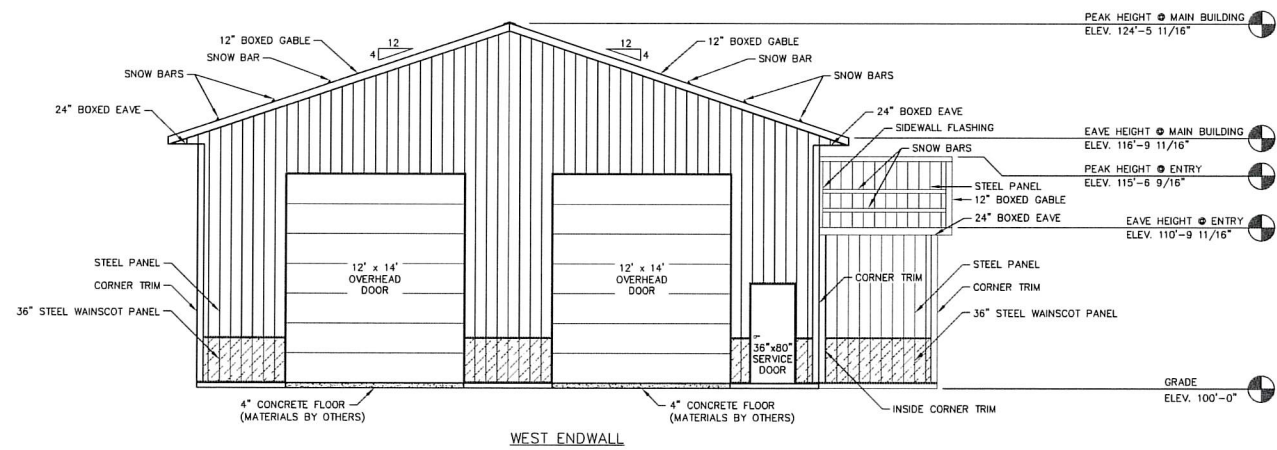 PEAK HEIGHT @ MAIN BUILDING
ELEV. 124'-5 11/16"
12" BOXED GABLE
12
4
12
4
12" BOXED GABLE
SNOW BAR
SNOW BAR
SNOW BARS
SNOW BARS
24" BOXED EAVE
24" BOXED EAVE
SIDEWALL FLASHING
SNOW BARS
EAVE HEIGHT @ MAIN BUILDING
ELEV. 116'-9 11/16"
PEAK HEIGHT @ ENTRY
ELEV. 115'-6 9/16"
STEEL PANEL
12" BOXED GABLE
24" BOXED EAVE
EAVE HEIGHT @ ENTRY
ELEV. 110'-9 11/16"
STEEL PANEL
CORNER TRIM
36" STEEL WAINSCOT PANEL
12' x 14'
OVERHEAD
DOOR
12' x 14'
OVERHEAD
DOOR
CORNER TRIM
STEEL PANEL
CORNER TRIM
36" STEEL WAINSCOT PANEL
36"x80"
SERVICE
DOOR
GRADE
ELEV. 100'-0"
4" CONCRETE FLOOR
(MATERIALS BY OTHERS)
4" CONCRETE FLOOR
(MATERIALS BY OTHERS)
INSIDE CORNER TRIM
WEST ENDWALL